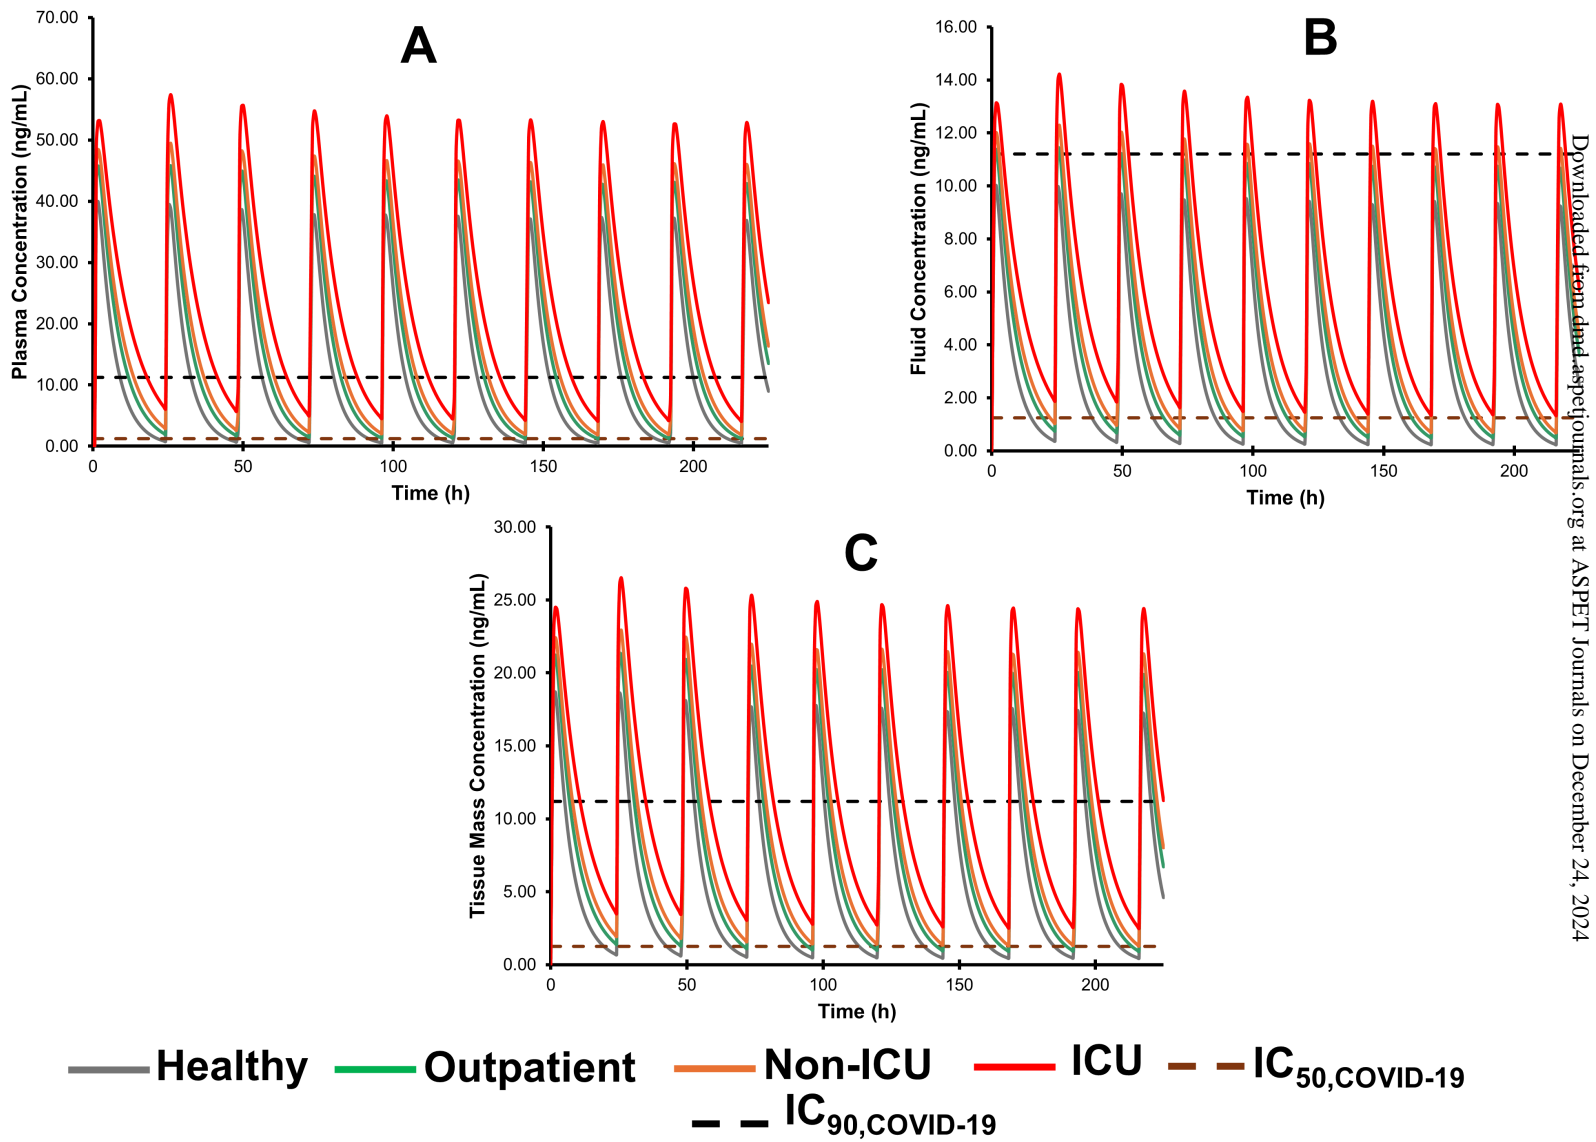 A
Plasma Concentration (ng/mL)
70.00
60.00
50.00
40.00
30.00
20.00
10.00
0.00
0 50 100 150 200
Time (h)
B
Fluid Concentration (ng/mL)
16.00
14.00
12.00
10.00
8.00
6.00
4.00
2.00
0.00
0 50 100 150 200
Time (h)
C
Tissue Mass Concentration (ng/mL)
30.00
25.00
20.00
15.00
10.00
5.00
0.00
0 50 100 150 200
Time (h)
Healthy Outpatient Non-ICU ICU IC50,COVID-19
IC90,COVID-19
Downloaded from dmd.aspetjournals.org at ASPET Journals on December 24, 2024